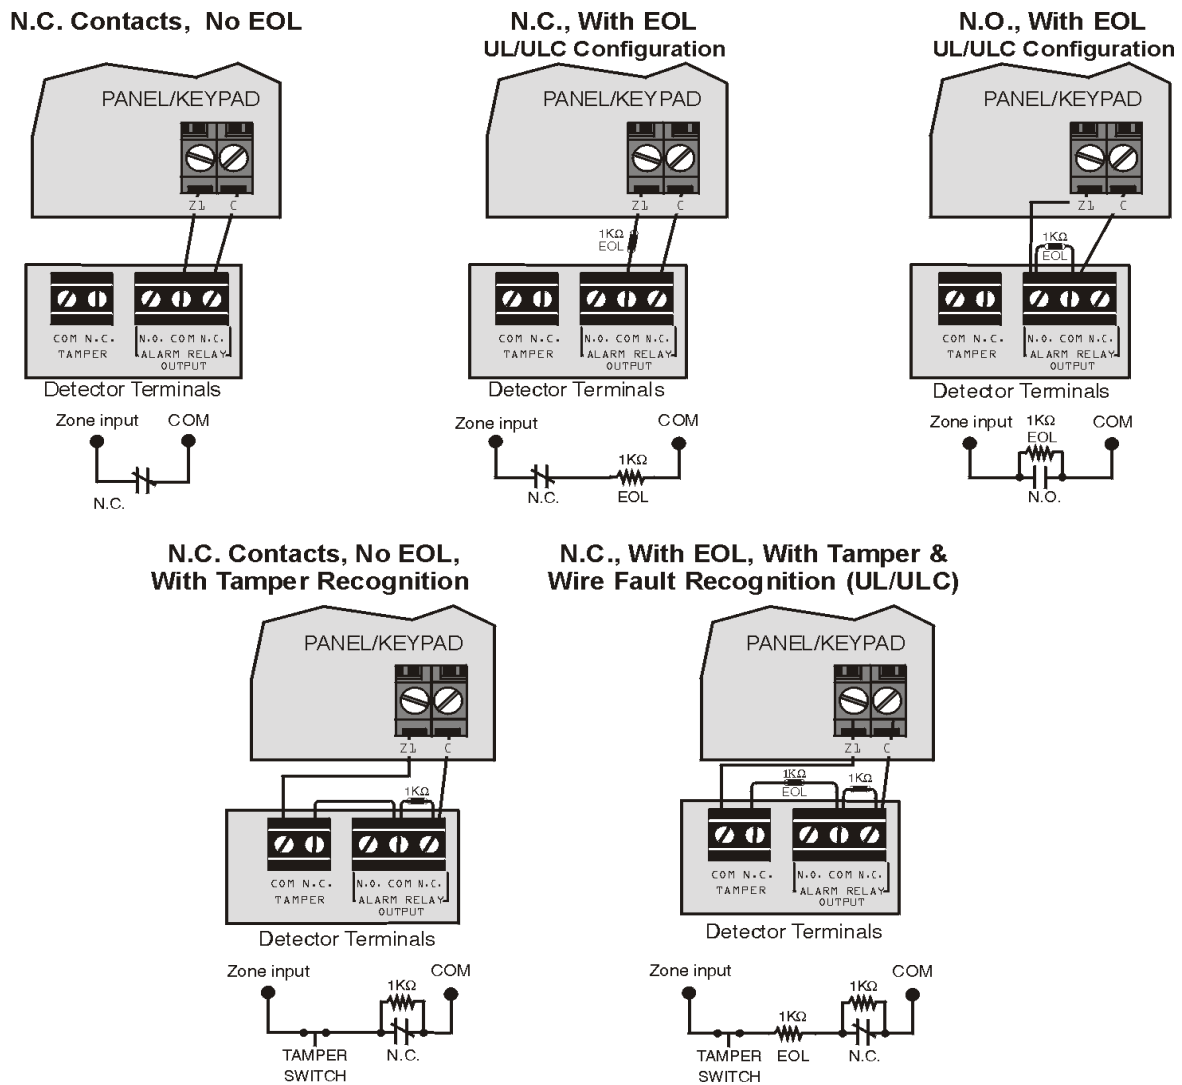 N.C. Contacts, No EOL
PANEL/KEYPAD
Z1 C
COM N.C. N.O. COM N.C.
TAMPER ALARM RELAY
OUTPUT
Detector Terminals
Zone input COM
N.C.
N.C., With EOL
UL/ULC Configuration
PANEL/KEYPAD
Z1 C
1KΩ
EOL
COM N.C. N.O. COM N.C.
TAMPER ALARM RELAY
OUTPUT
Detector Terminals
Zone input COM
1KΩ
N.C. EOL
N.O., With EOL
UL/ULC Configuration
PANEL/KEYPAD
Z1 C
1KΩ
EOL
COM N.C. N.O. COM N.C.
TAMPER ALARM RELAY
OUTPUT
Detector Terminals
Zone input 1KΩ COM
EOL
N.O.
N.C. Contacts, No EOL,
With Tamper Recognition
PANEL/KEYPAD
Z1 C
1KΩ
COM N.C. N.O. COM N.C.
TAMPER ALARM RELAY
OUTPUT
Detector Terminals
Zone input COM
1KΩ
TAMPER N.C.
SWITCH
N.C., With EOL, With Tamper &
Wire Fault Recognition (UL/ULC)
PANEL/KEYPAD
Z1 C
1KΩ 1KΩ
EOL
COM N.C. N.O. COM N.C.
TAMPER ALARM RELAY
OUTPUT
Detector Terminals
Zone input COM
1KΩ
1KΩ
TAMPER EOL N.C.
SWITCH